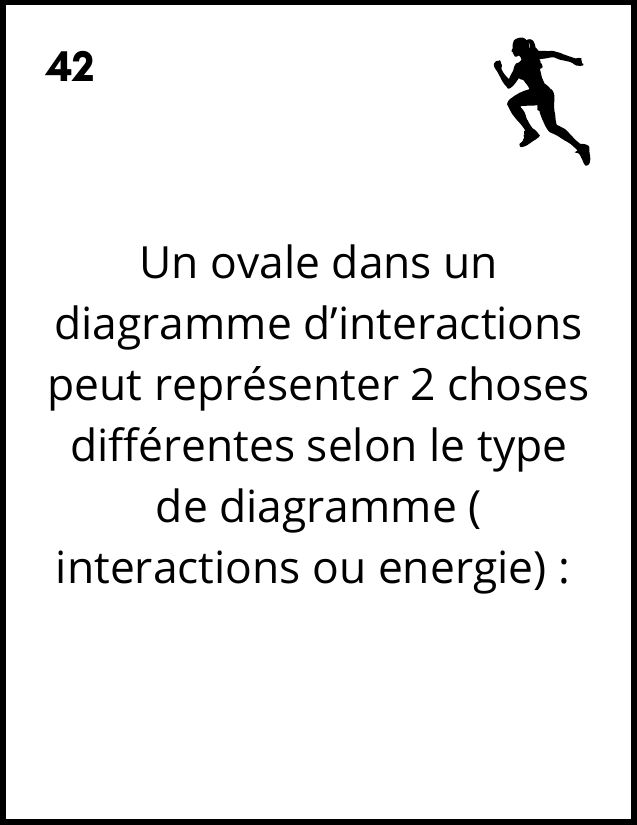 42
Un ovale dans un
diagramme d’interactions
peut représenter 2 choses
différentes selon le type
de diagramme (
interactions ou energie) :